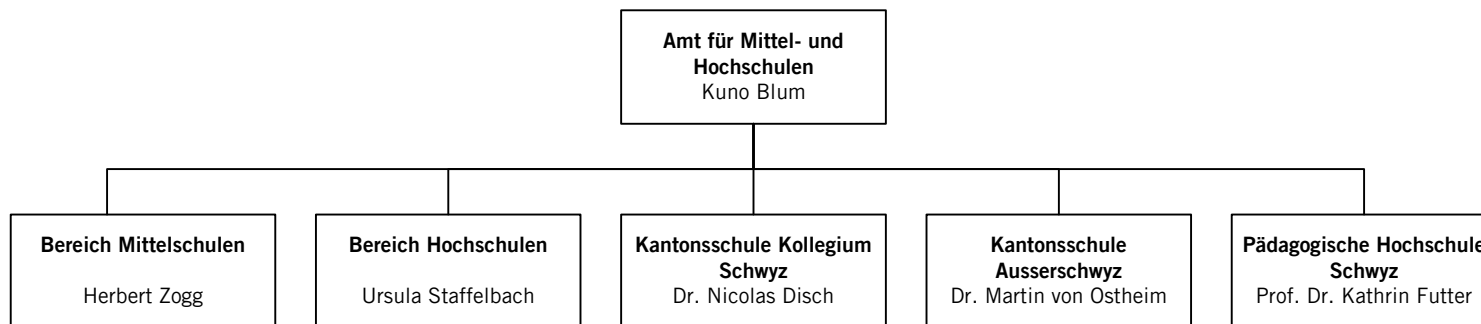 Amt für Mittel- und
Hochschulen
Kuno Blum
Bereich Mittelschulen
Herbert Zogg
Bereich Hochschulen
Ursula Staffelbach
Kantonsschule Kollegium
Schwyz
Dr. Nicolas Disch
Kantonsschule
Ausserschwyz
Dr. Martin von Ostheim
Pädagogische Hochschule
Schwyz
Prof. Dr. Kathrin Futter